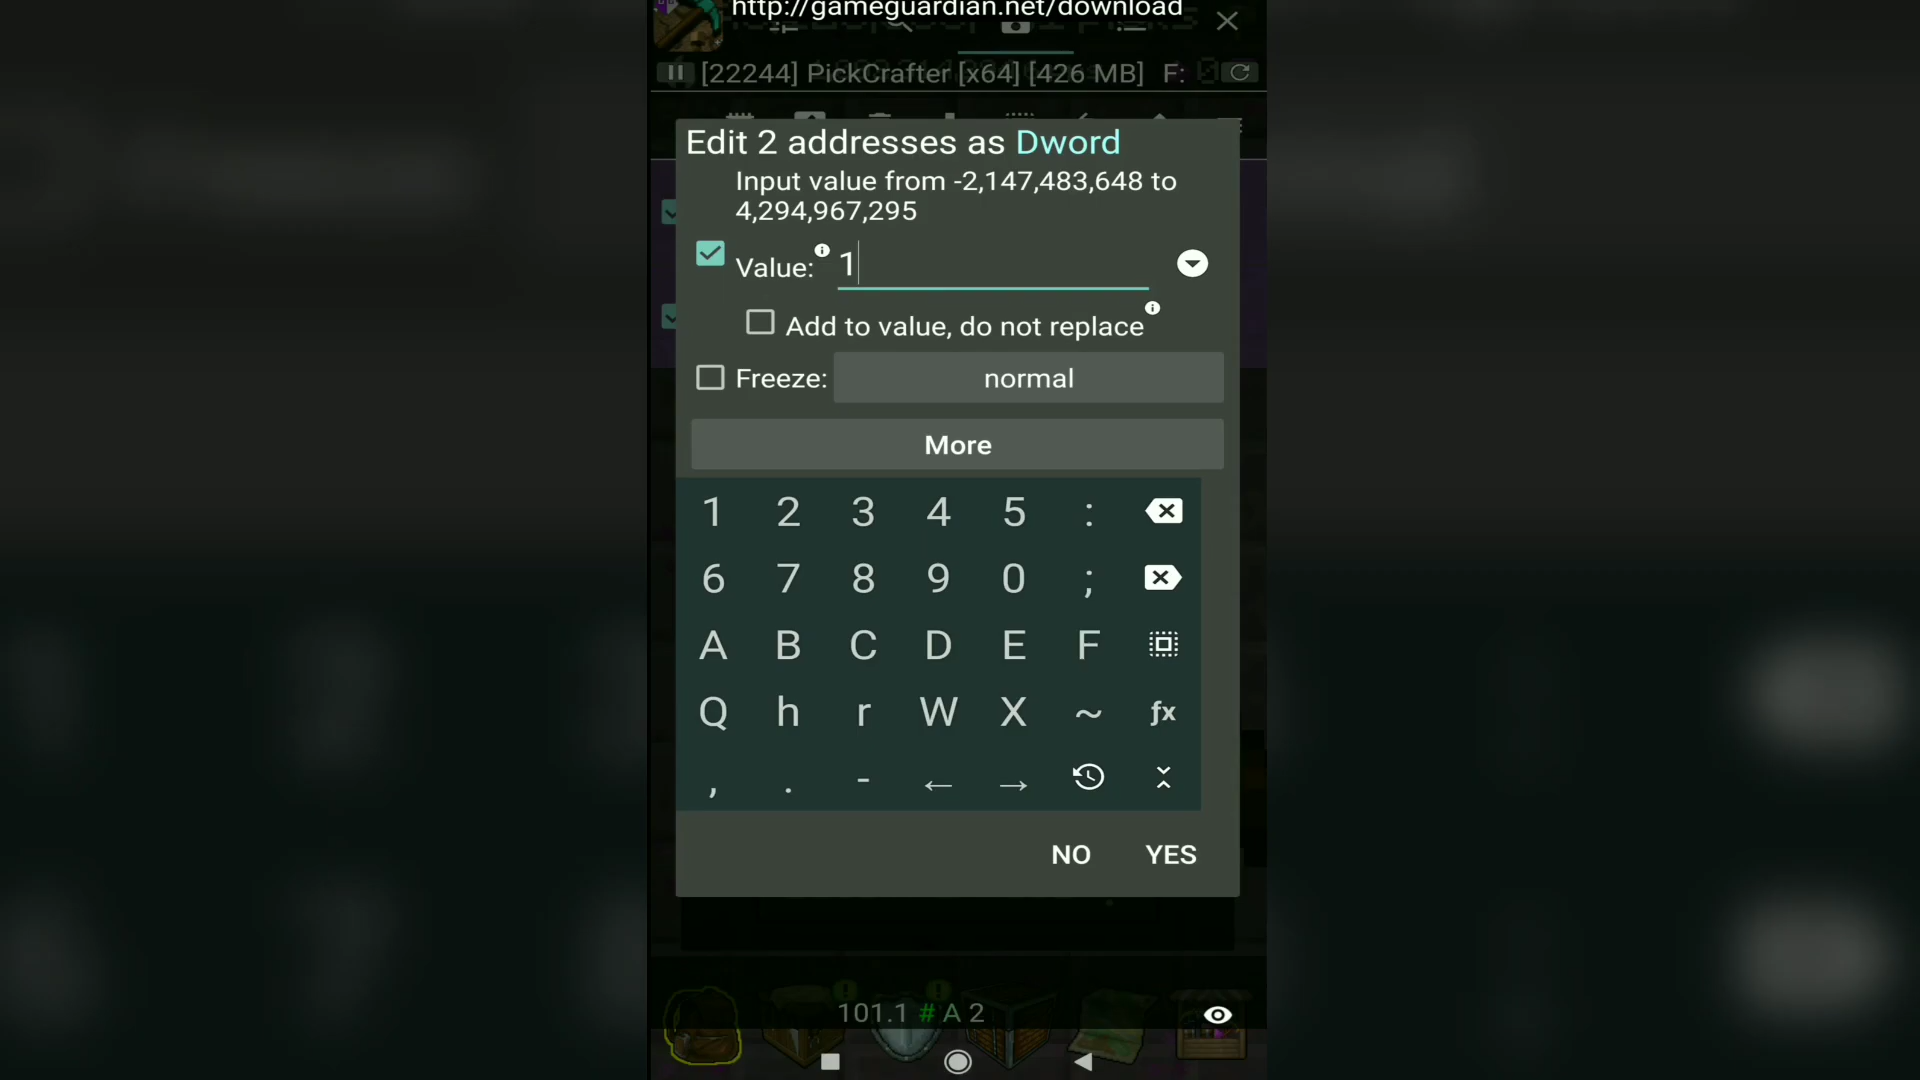 http://gameguardian.net/download
[22244] PickCrafter [x64] [426 MB] F:
Edit 2 addresses as Dword
Input value from -2,147,483,648 to
4,294,967,295
Value: 1
Add to value, do not replace
Freeze: normal
More
1 2 3 4 5 :
6 7 8 9 0 ;
A B C D E F
Q h r W X ~ ƒx
, . - ← →
NO YES
101.1 # A 2